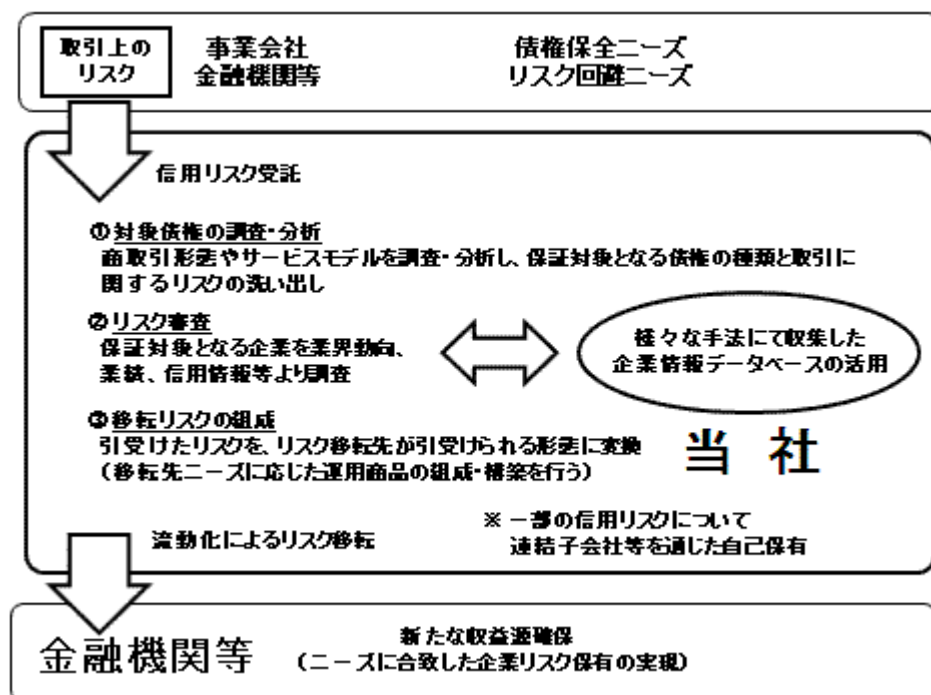 取引上の
リスク
事業会社
金融機関等
債権保全ニーズ
リスク回避ニーズ
信用リスク受託
①対象債権の調査・分析
商取引形態やサービスモデルを調査・分析し、保証対象となる債権の種類と取引に
関するリスクの洗い出し
②リスク審査
保証対象となる企業を業界動向、
業績、信用情報等より調査
様々な手法にて収集した
企業情報データベースの活用
③移転リスクの組成
引受けたリスクを、リスク移転先が引受けられる形態に変換
（移転先ニーズに応じた運用商品の組成・構築を行う）
当 社
流動化によるリスク移転
※ 一部の信用リスクについて
連結子会社等を通じた自己保有
金融機関等
新たな収益源確保
（ニーズに合致した企業リスク保有の実現）